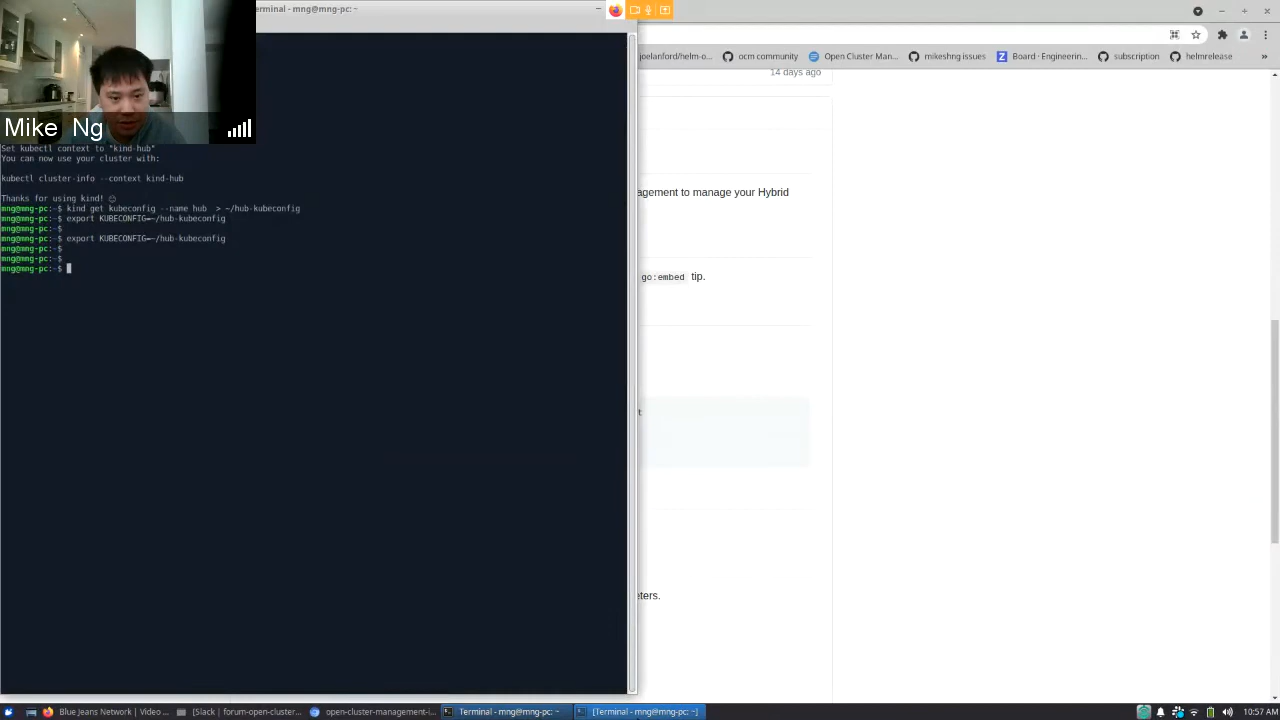 erminal - mng@mng-pc: ~
joelanford/helm-o...
ocm community
Open Cluster Man...
mikeshng issues
Board · Engineerin...
subscription
helmrelease
»
14 days ago
Mike Ng
Set kubectl context to "kind-hub"
You can now use your cluster with:
kubectl cluster-info --context kind-hub
Thanks for using kind! 😊
mng@mng-pc:~$ kind get kubeconfig --name hub  > ~/hub-kubeconfig
mng@mng-pc:~$ export KUBECONFIG=~/hub-kubeconfig
mng@mng-pc:~$
mng@mng-pc:~$ export KUBECONFIG=~/hub-kubeconfig
mng@mng-pc:~$
mng@mng-pc:~$
mng@mng-pc:~$
agement to manage your Hybrid
go:embed tip.
t
eters.
Blue Jeans Network | Video ...
[Slack | forum-open-cluster...
open-cluster-management-i...
Terminal - mng@mng-pc: ~
[Terminal - mng@mng-pc: ~]
10:57 AM